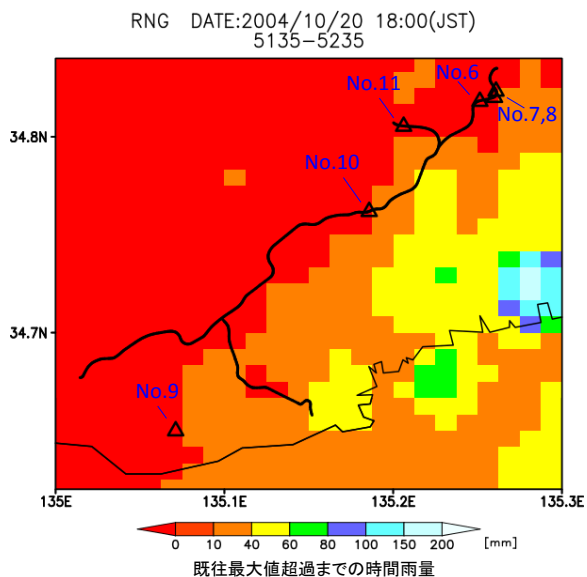 RNG DATE:2004/10/20 18:00(JST)
5135-5235
No.6
No.11
No.7,8
34.8N
No.10
34.7N
No.9
135E 135.1E 135.2E 135.3E
0 10 40 60 80 100 150 200 [mm]
既往最大値超過までの時間雨量